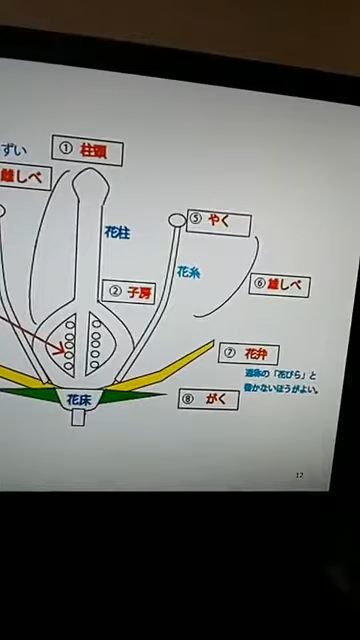 ① 柱頭
ずい
雌しべ
⑤ やく
花柱
花糸
② 子房
⑥ 雄しべ
⑦ 花弁
通称の「花びら」と
書かないほうがよい。
⑧ がく
花床
12